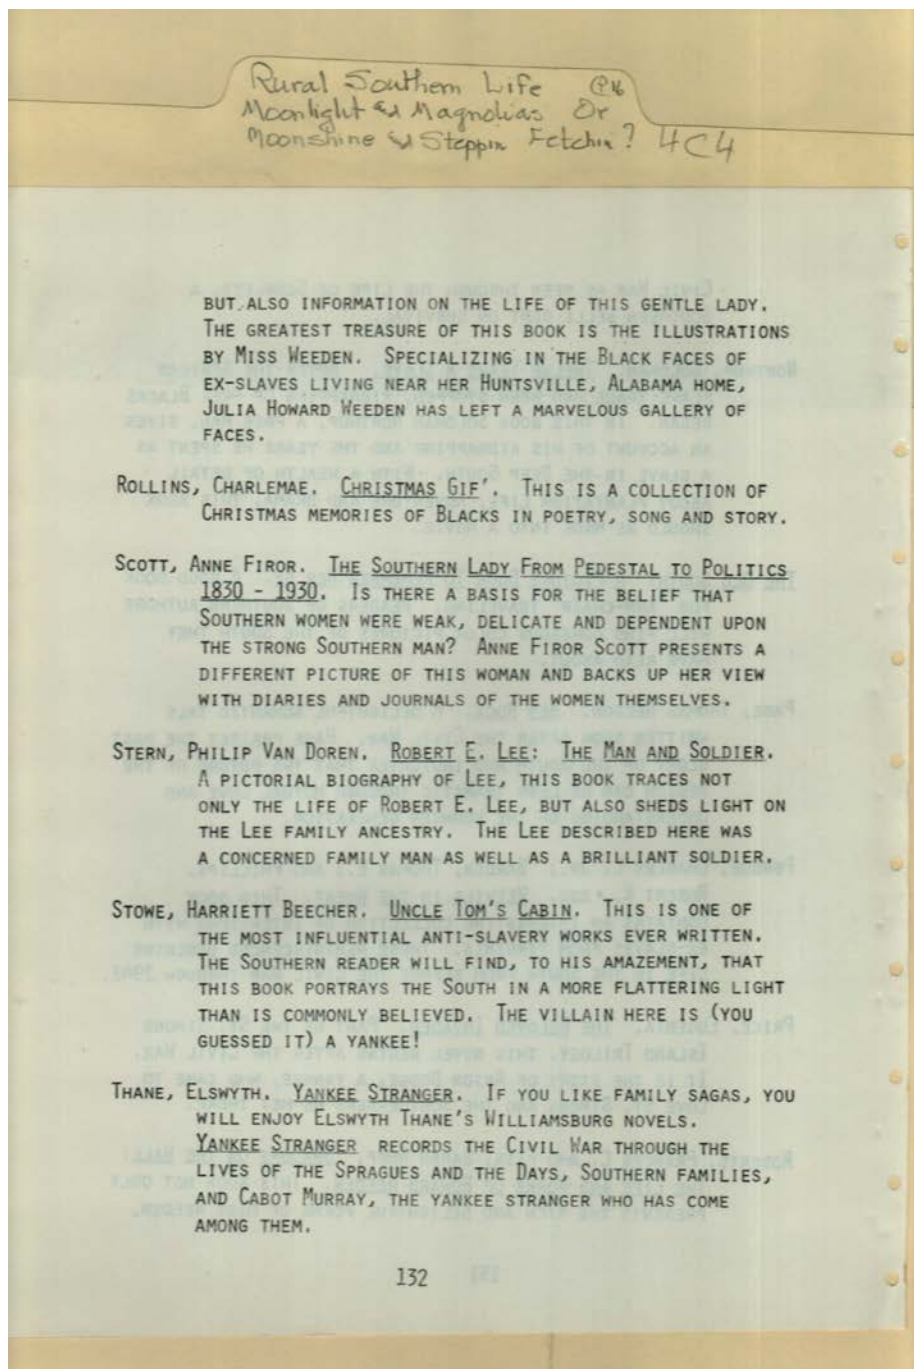 Rural Southern Life
Moonlight & Magnolias Or
Moonshine & Steppin Fetchin? 4C4
BUT ALSO INFORMATION ON THE LIFE OF THIS GENTLE LADY.
THE GREATEST TREASURE OF THIS BOOK IS THE ILLUSTRATIONS
BY MISS WEEDEN. SPECIALIZING IN THE BLACK FACES OF
EX-SLAVES LIVING NEAR HER HUNTSVILLE, ALABAMA HOME,
JULIA HOWARD WEEDEN HAS LEFT A MARVELOUS GALLERY OF
FACES.
ROLLINS, CHARLEMAE. CHRISTMAS GIF'. THIS IS A COLLECTION OF
CHRISTMAS MEMORIES OF BLACKS IN POETRY, SONG AND STORY.
SCOTT, ANNE FIROR. THE SOUTHERN LADY FROM PEDESTAL TO POLITICS
1830 - 1930. IS THERE A BASIS FOR THE BELIEF THAT
SOUTHERN WOMEN WERE WEAK, DELICATE AND DEPENDENT UPON
THE STRONG SOUTHERN MAN? ANNE FIROR SCOTT PRESENTS A
DIFFERENT PICTURE OF THIS WOMAN AND BACKS UP HER VIEW
WITH DIARIES AND JOURNALS OF THE WOMEN THEMSELVES.
STERN, PHILIP VAN DOREN. ROBERT E. LEE: THE MAN AND SOLDIER.
A PICTORIAL BIOGRAPHY OF LEE, THIS BOOK TRACES NOT
ONLY THE LIFE OF ROBERT E. LEE, BUT ALSO SHEDS LIGHT ON
THE LEE FAMILY ANCESTRY. THE LEE DESCRIBED HERE WAS
A CONCERNED FAMILY MAN AS WELL AS A BRILLIANT SOLDIER.
STOWE, HARRIETT BEECHER. UNCLE TOM'S CABIN. THIS IS ONE OF
THE MOST INFLUENTIAL ANTI-SLAVERY WORKS EVER WRITTEN.
THE SOUTHERN READER WILL FIND, TO HIS AMAZEMENT, THAT
THIS BOOK PORTRAYS THE SOUTH IN A MORE FLATTERING LIGHT
THAN IS COMMONLY BELIEVED. THE VILLAIN HERE IS (YOU
GUESSED IT) A YANKEE!
THANE, ELSWYTH. YANKEE STRANGER. IF YOU LIKE FAMILY SAGAS, YOU
WILL ENJOY ELSWYTH THANE'S WILLIAMSBURG NOVELS.
YANKEE STRANGER RECORDS THE CIVIL WAR THROUGH THE
LIVES OF THE SPRAGUES AND THE DAYS, SOUTHERN FAMILIES,
AND CABOT MURRAY, THE YANKEE STRANGER WHO HAS COME
AMONG THEM.
132